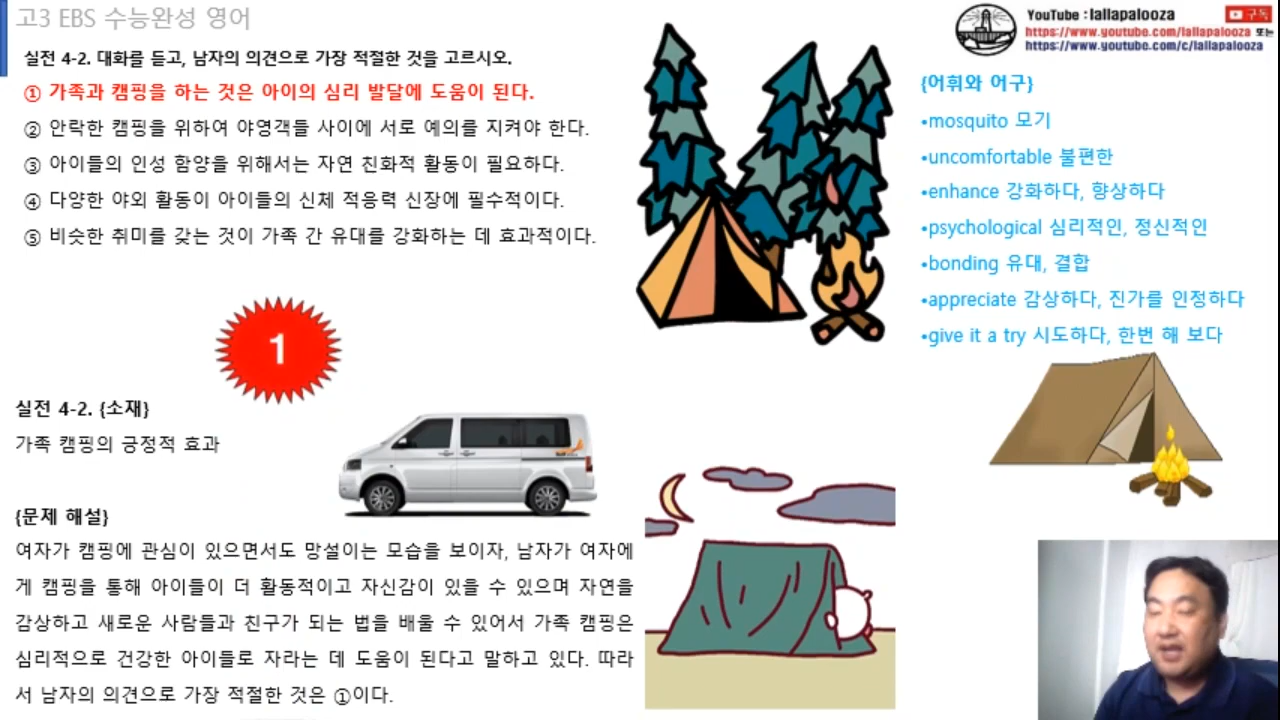 고3 EBS 수능완성 영어
실전 4-2. 대화를 듣고, 남자의 의견으로 가장 적절한 것을 고르시오.
① 가족과 캠핑을 하는 것은 아이의 심리 발달에 도움이 된다.
② 안락한 캠핑을 위하여 야영객들 사이에 서로 예의를 지켜야 한다.
③ 아이들의 인성 함양을 위해서는 자연 친화적 활동이 필요하다.
④ 다양한 야외 활동이 아이들의 신체 적응력 신장에 필수적이다.
⑤ 비슷한 취미를 갖는 것이 가족 간 유대를 강화하는 데 효과적이다.
1
실전 4-2. {소재}
가족 캠핑의 긍정적 효과
{문제 해설}
여자가 캠핑에 관심이 있으면서도 망설이는 모습을 보이자, 남자가 여자에
게 캠핑을 통해 아이들이 더 활동적이고 자신감이 있을 수 있으며 자연을
감상하고 새로운 사람들과 친구가 되는 법을 배울 수 있어서 가족 캠핑은
심리적으로 건강한 아이들로 자라는 데 도움이 된다고 말하고 있다. 따라
서 남자의 의견으로 가장 적절한 것은 ①이다.
YouTube : lallapalooza
구독
https://www.youtube.com/lallapalooza 또는
https://www.youtube.com/c/lallapalooza
{어휘와 어구}
•mosquito 모기
•uncomfortable 불편한
•enhance 강화하다, 향상하다
•psychological 심리적인, 정신적인
•bonding 유대, 결합
•appreciate 감상하다, 진가를 인정하다
•give it a try 시도하다, 한번 해 보다